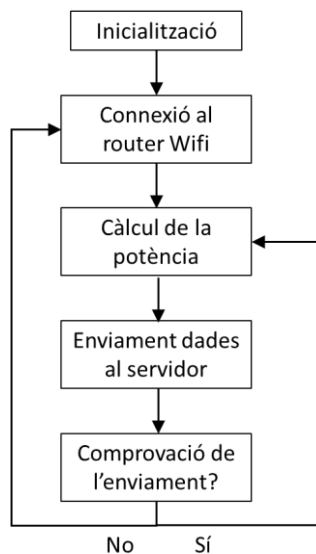 Inicialització
Connexió al
router Wifi
Càlcul de la
potència
Enviament dades
al servidor
Comprovació de
l'enviament?
No
Sí